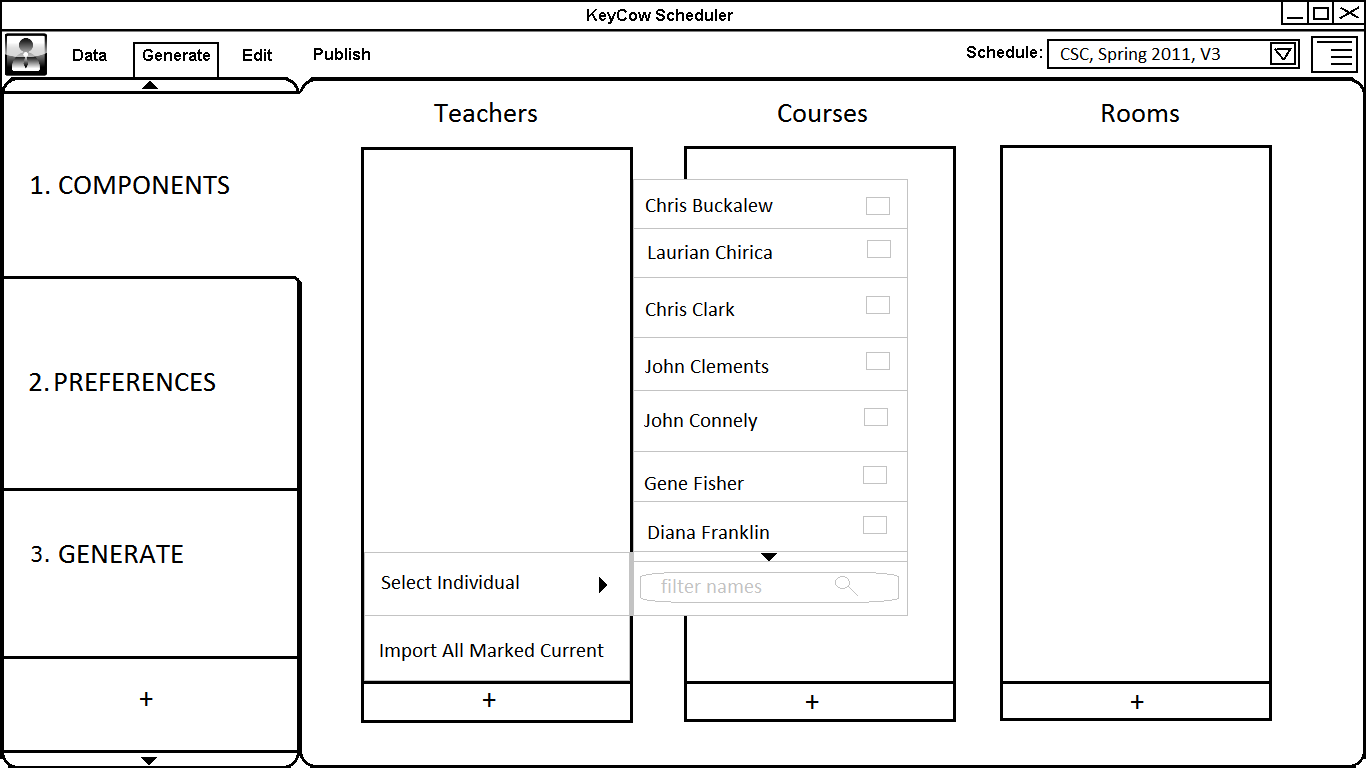 KeyCow Scheduler
Data Generate Edit Publish
Schedule: CSC, Spring 2011, V3
Teachers Courses Rooms
1. COMPONENTS
2. PREFERENCES
3. GENERATE
+
Chris Buckalew
Laurian Chirica
Chris Clark
John Clements
John Connely
Gene Fisher
Diana Franklin
filter names
Select Individual
Import All Marked Current
+ + +